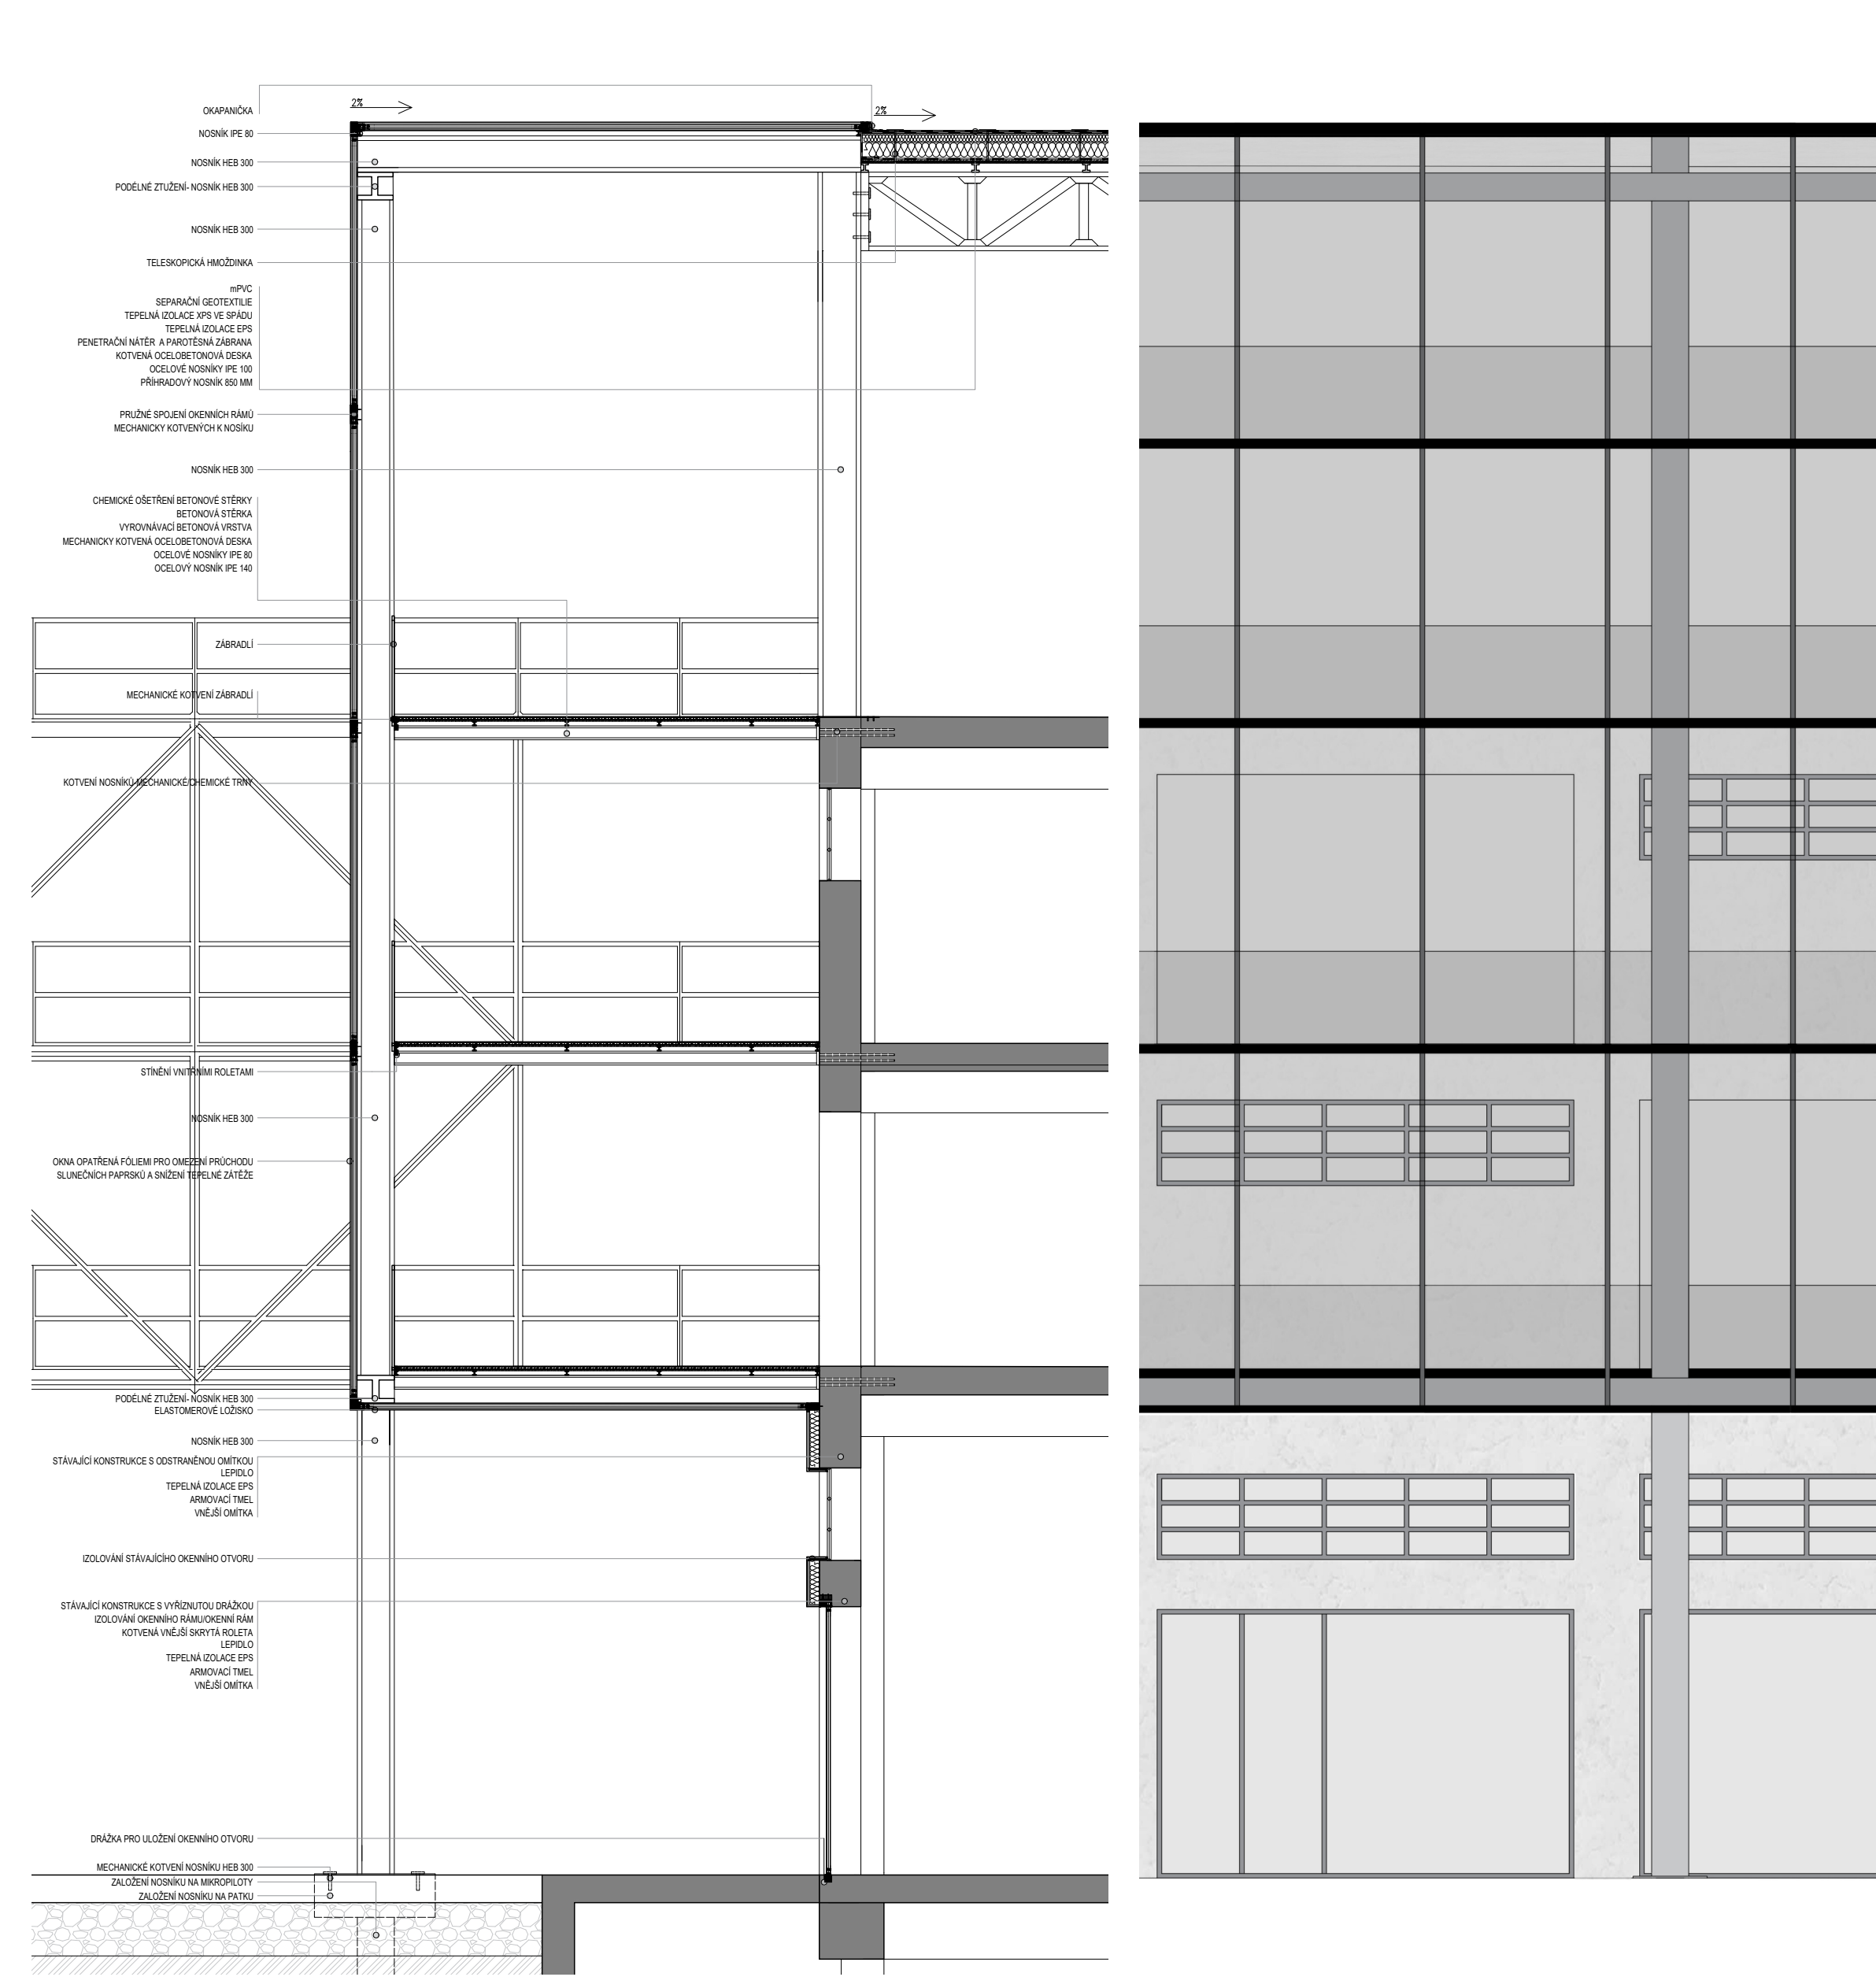 OKAPANIČKA
2%
2%
NOSNÍK IPE 80
NOSNÍK HEB 300
PODÉLNÉ ZTUŽENÍ- NOSNÍK HEB 300
NOSNÍK HEB 300
TELESKOPICKÁ HMOŽDINKA
mPVC
SEPARAČNÍ GEOTEXTILIE
TEPELNÁ IZOLACE XPS VE SPÁDU
TEPELNÁ IZOLACE EPS
PENETRAČNÍ NÁTĚR A PAROTĚSNÁ ZÁBRANA
KOTVENÁ OCELOBETONOVÁ DESKA
OCELOVÉ NOSNÍKY IPE 100
PŘÍHRADOVÝ NOSNÍK 850 MM
PRUŽNÉ SPOJENÍ OKENNÍCH RÁMŮ
MECHANICKY KOTVENÝCH K NOSÍKU
NOSNÍK HEB 300
CHEMICKÉ OŠETŘENÍ BETONOVÉ STĚRKY
BETONOVÁ STĚRKA
VYROVNÁVACÍ BETONOVÁ VRSTVA
MECHANICKY KOTVENÁ OCELOBETONOVÁ DESKA
OCELOVÉ NOSNÍKY IPE 80
OCELOVÝ NOSNÍK IPE 140
ZÁBRADLÍ
MECHANICKÉ KOTVENÍ ZÁBRADLÍ
KOTVENÍ NOSNÍKŮ-MECHANICKÉ/CHEMICKÉ TRNY
STÍNĚNÍ VNITŘNÍMI ROLETAMI
NOSNÍK HEB 300
OKNA OPATŘENÁ FÓLIEMI PRO OMEZENÍ PRŮCHODU
SLUNEČNÍCH PAPRSKŮ A SNÍŽENÍ TEPELNÉ ZÁTĚŽE
PODÉLNÉ ZTUŽENÍ- NOSNÍK HEB 300
ELASTOMEROVÉ LOŽISKO
NOSNÍK HEB 300
STÁVAJÍCÍ KONSTRUKCE S ODSTRANĚNOU OMÍTKOU
LEPIDLO
TEPELNÁ IZOLACE EPS
ARMOVACÍ TMEL
VNĚJŠÍ OMÍTKA
IZOLOVÁNÍ STÁVAJÍCÍHO OKENNÍHO OTVORU
STÁVAJÍCÍ KONSTRUKCE S VYŘÍZNUTOU DRÁŽKOU
IZOLOVÁNÍ OKENNÍHO RÁMU/OKENNÍ RÁM
KOTVENÁ VNĚJŠÍ SKRYTÁ ROLETA
LEPIDLO
TEPELNÁ IZOLACE EPS
ARMOVACÍ TMEL
VNĚJŠÍ OMÍTKA
DRÁŽKA PRO ULOŽENÍ OKENNÍHO OTVORU
MECHANICKÉ KOTVENÍ NOSNÍKU HEB 300
ZALOŽENÍ NOSNÍKU NA MIKROPILOTY
ZALOŽENÍ NOSNÍKU NA PATKU